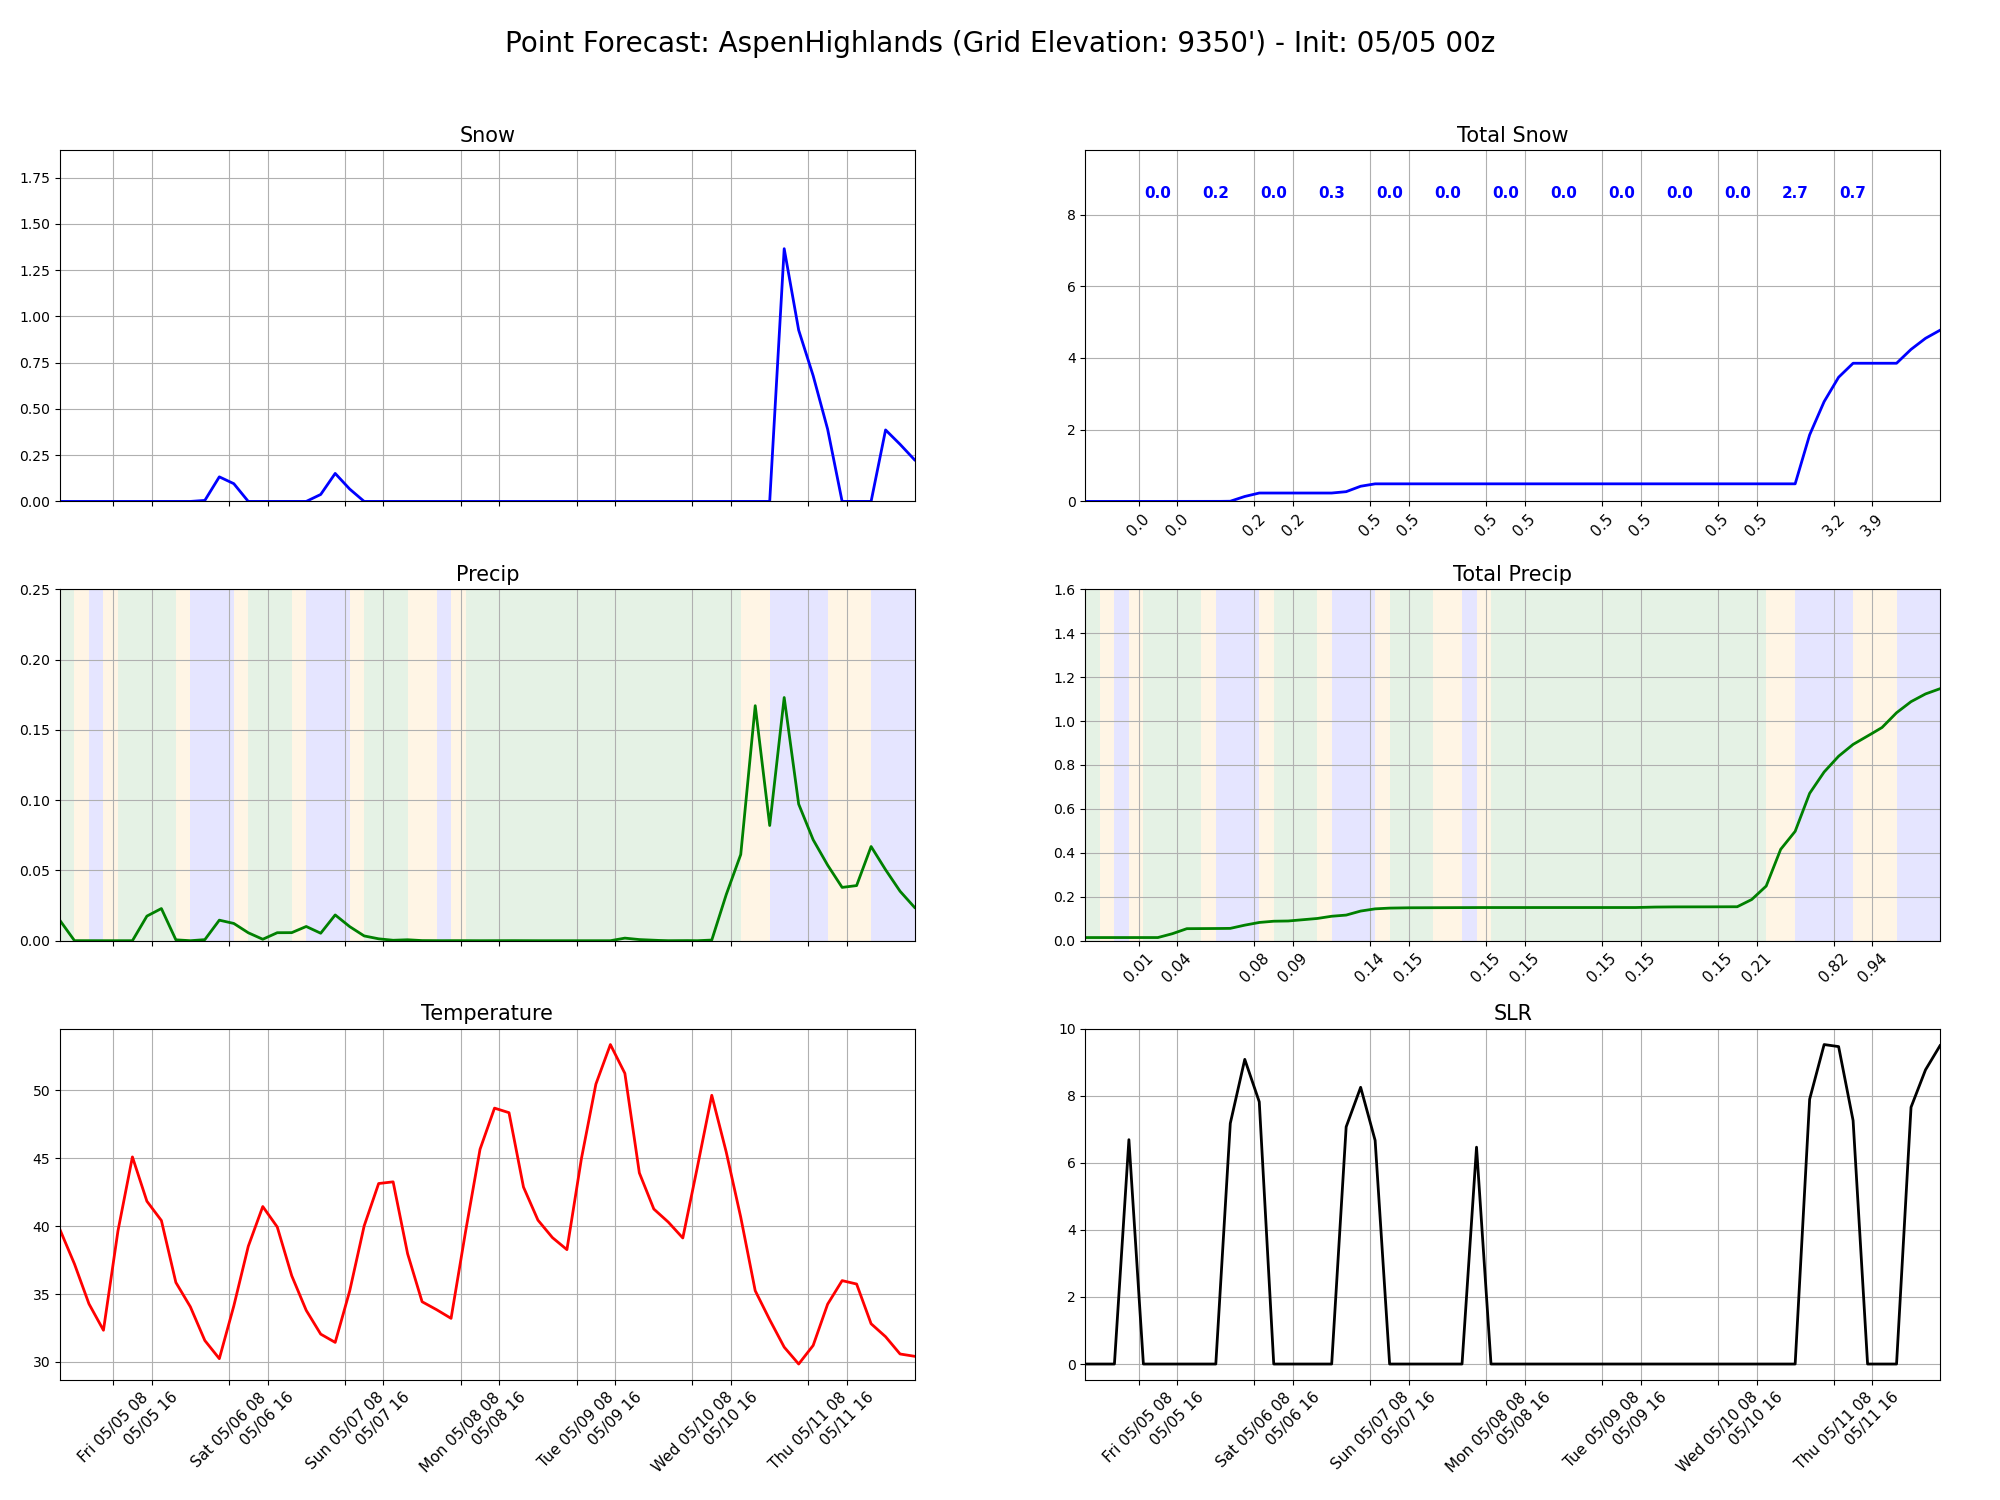 Point Forecast: AspenHighlands (Grid Elevation: 9350') - Init: 05/05 00z
Snow
1.75
1.50
1.25
1.00
0.75
0.50
0.25
0.00
Total Snow
0.0 0.2 0.0 0.3 0.0 0.0 0.0 0.0 0.0 0.0 0.0 2.7 0.7
8
6
4
2
0
0.0 0.0 0.2 0.2 0.5 0.5 0.5 0.5 0.5 0.5 0.5 0.5 3.2 3.9
Precip
0.25
0.20
0.15
0.10
0.05
0.00
Total Precip
1.6
1.4
1.2
1.0
0.8
0.6
0.4
0.2
0.0
0.01 0.04 0.08 0.09 0.14 0.15 0.15 0.15 0.15 0.15 0.15 0.21 0.82 0.94
Temperature
50
45
40
35
30
Fri 05/05 08
05/05 16
Sat 05/06 08
05/06 16
Sun 05/07 08
05/07 16
Mon 05/08 08
05/08 16
Tue 05/09 08
05/09 16
Wed 05/10 08
05/10 16
Thu 05/11 08
05/11 16
SLR
10
8
6
4
2
0
Fri 05/05 08
05/05 16
Sat 05/06 08
05/06 16
Sun 05/07 08
05/07 16
Mon 05/08 08
05/08 16
Tue 05/09 08
05/09 16
Wed 05/10 08
05/10 16
Thu 05/11 08
05/11 16